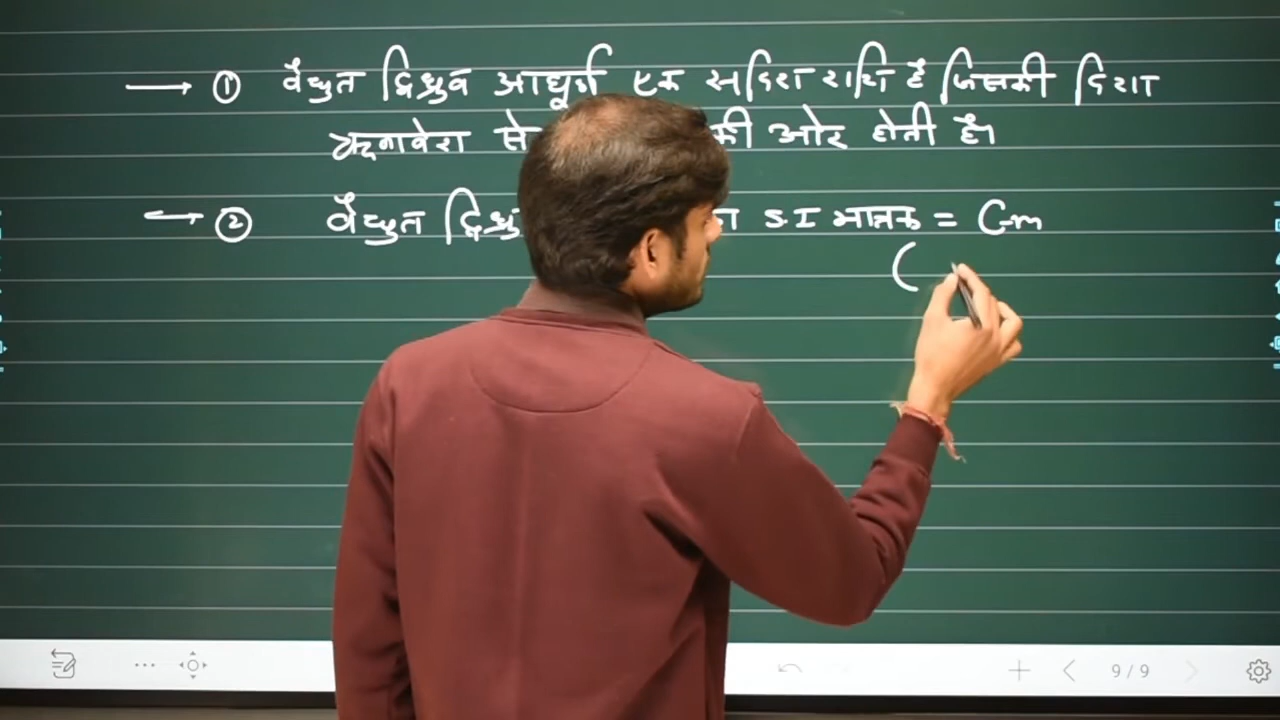 → ① वैद्युत द्विध्रुव आघूर्ण एक सदिश राशि है जिसकी दिशा
ऋणावेश से की ओर होती है।
→ ② वैद्युत द्विध्रु SI मात्रक = C-m
(
9/9